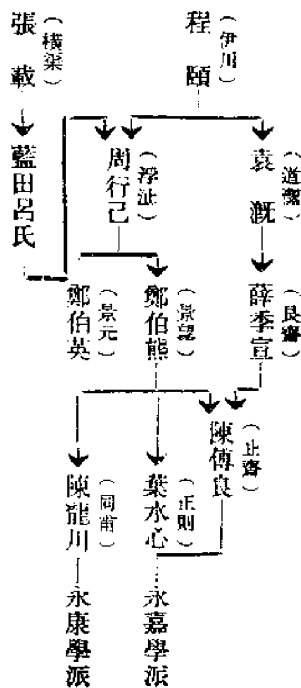 程頤（伊川）
張載（橫渠）
袁溉（道潔）
周行己（浮沚）
藍田呂氏
薛季宣（艮齋）
鄭伯熊（景望）
鄭伯英（景元）
陳傅良（止齋）
葉水心（正則）
陳龍川（同甫）
永嘉學派
永康學派